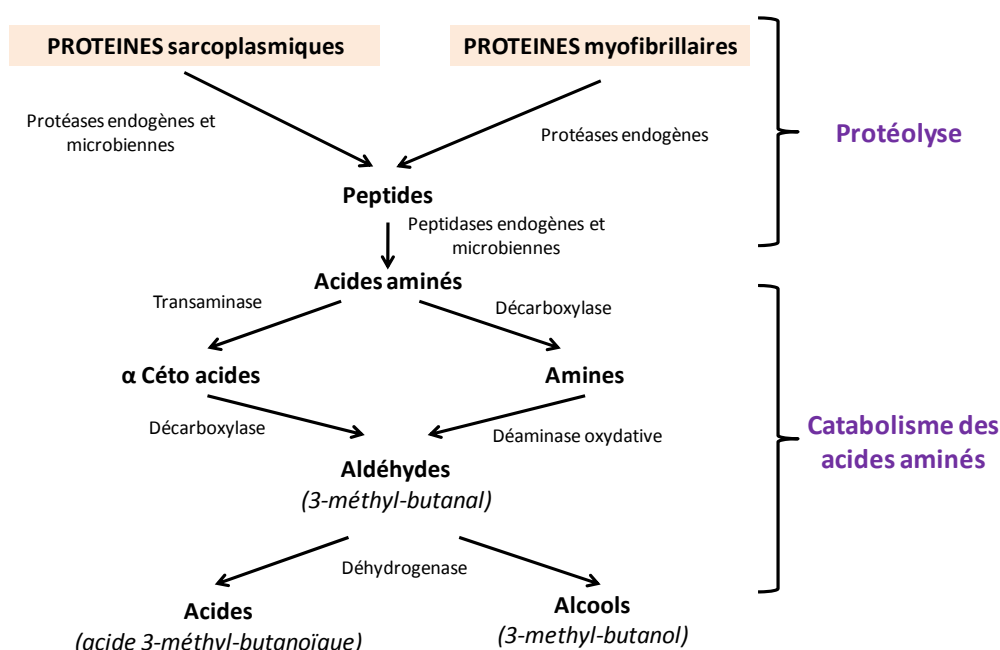 PROTEINES sarcoplasmiques
PROTEINES myofibrillaires
Protéases endogènes et
microbiennes
Protéases endogènes
Protéolyse
Peptides
Peptidases endogènes et
microbiennes
Acides aminés
Transaminase
Décarboxylase
α Céto acides
Amines
Décarboxylase
Déaminase oxydative
Catabolisme des
acides aminés
Aldéhydes
(3-méthyl-butanal)
Déhydrogenase
Acides
(acide 3-méthyl-butanoïque)
Alcools
(3-methyl-butanol)